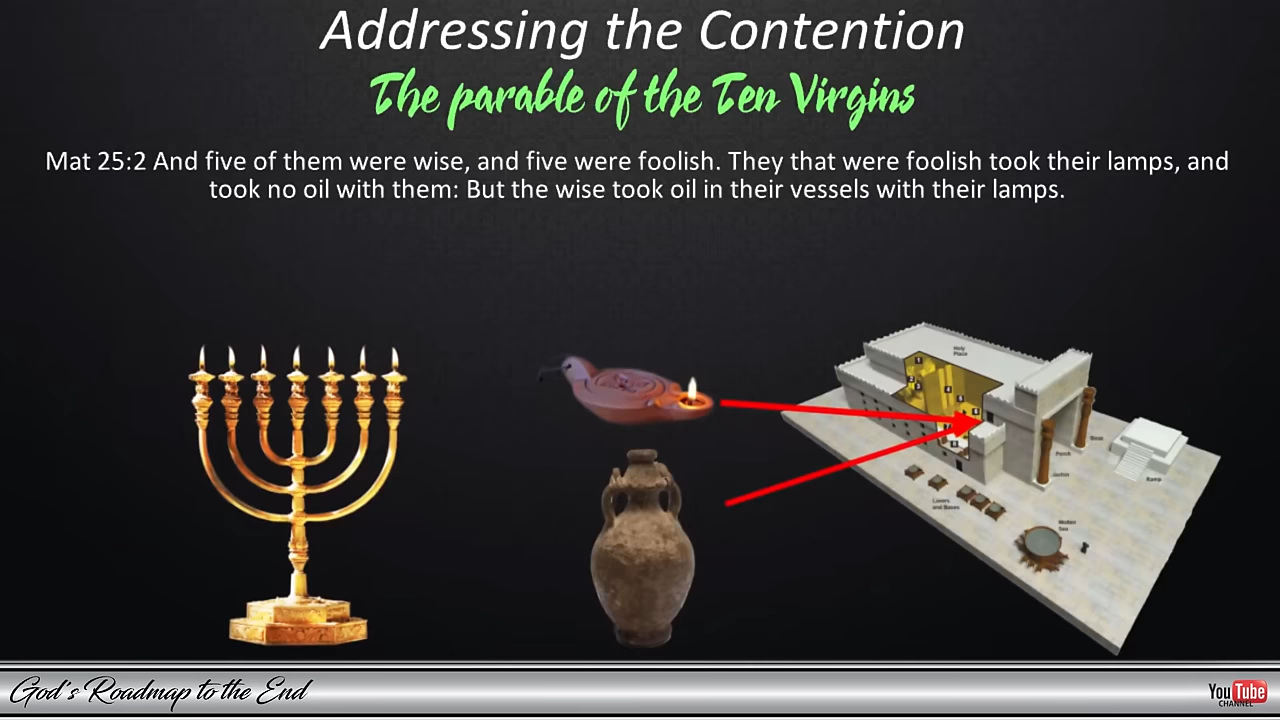 Addressing the Contention
The parable of the Ten Virgins
Mat 25:2 And five of them were wise, and five were foolish. They that were foolish took their lamps, and
took no oil with them: But the wise took oil in their vessels with their lamps.
Holy
Place
Boaz
Porch
Jachin
Ramp
Lavers
and Bases
Molten
Sea
God's Roadmap to the End
YouTube
CHANNEL